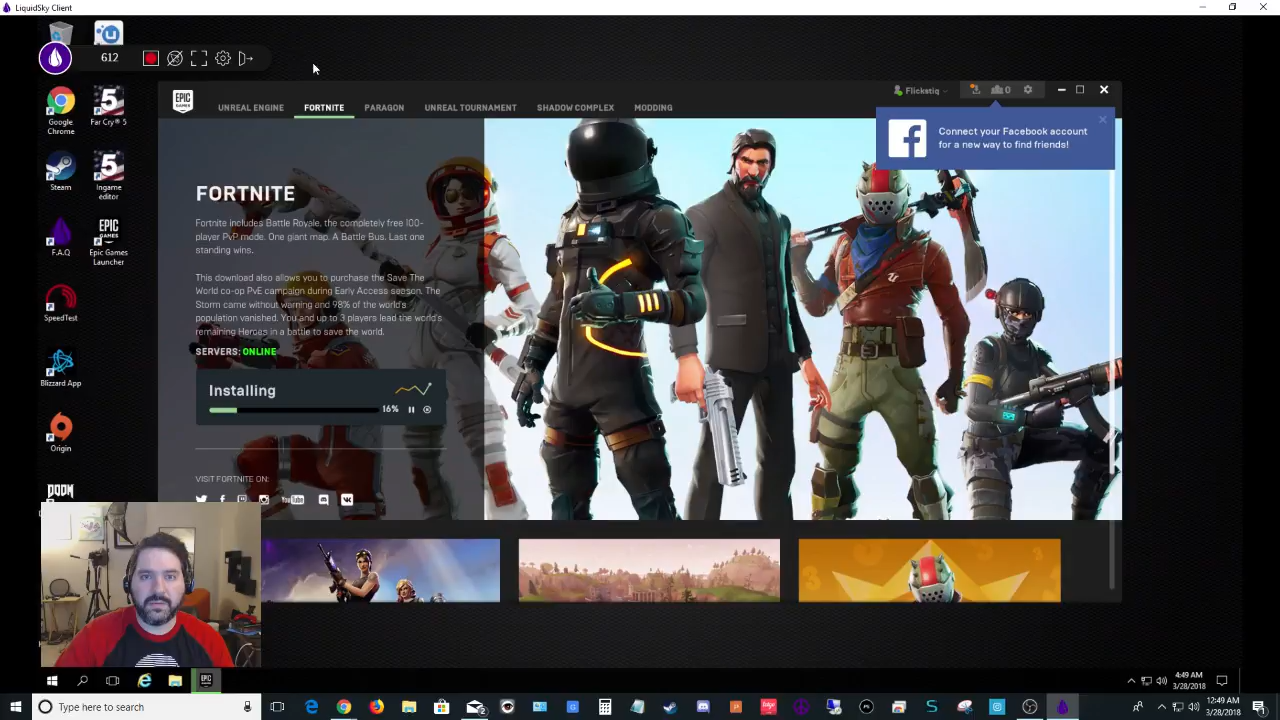 LiquidSky Client
612
Google
Chrome
Far Cry® 5
Steam
Ingame
editor
F.A.Q
Epic Games
Launcher
SpeedTest
Blizzard App
Origin
DOOM
EPIC
GAMES
UNREAL ENGINE
FORTNITE
PARAGON
UNREAL TOURNAMENT
SHADOW COMPLEX
MODDING
Flickstiq
0
Connect your Facebook account
for a new way to find friends!
FORTNITE
Fortnite includes Battle Royale, the completely free 100-
player PvP mode. One giant map. A Battle Bus. Last one
standing wins.
This download also allows you to purchase the Save The
World co-op PvE campaign during Early Access season. The
Storm came without warning and 98% of the world's
population vanished. You and up to 3 players lead the world's
remaining Heroes in a battle to save the world.
SERVERS: ONLINE
Installing
16%
VISIT FORTNITE ON:
4:49 AM
3/28/2018
Type here to search
12:49 AM
3/28/2018